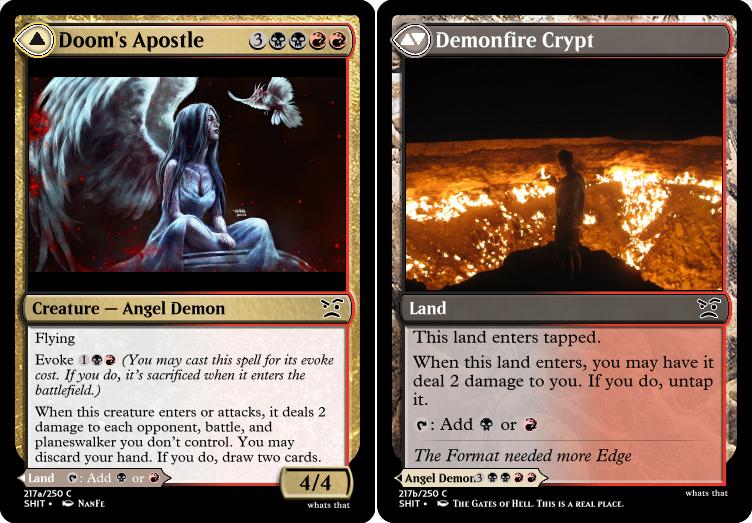 Doom's Apostle 3
Flying
Evoke 1 (You may cast this spell for its evoke
cost. If you do, it's sacrificed when it enters the
battlefield.)
When this creature enters or attacks, it deals 2
damage to each opponent, battle, and
planeswalker you don't control. You may
discard your hand. If you do, draw two cards.
Creature — Angel Demon
Land : Add or
4/4
217a/250 C
SHIT • NanFe
whats that
Demonfire Crypt
Land
This land enters tapped.
When this land enters, you may have it
deal 2 damage to you. If you do, untap
it.
: Add or
The Format needed more Edge
Angel Demon 3
217b/250 C
SHIT • The Gates of Hell. This is a real place.
whats that